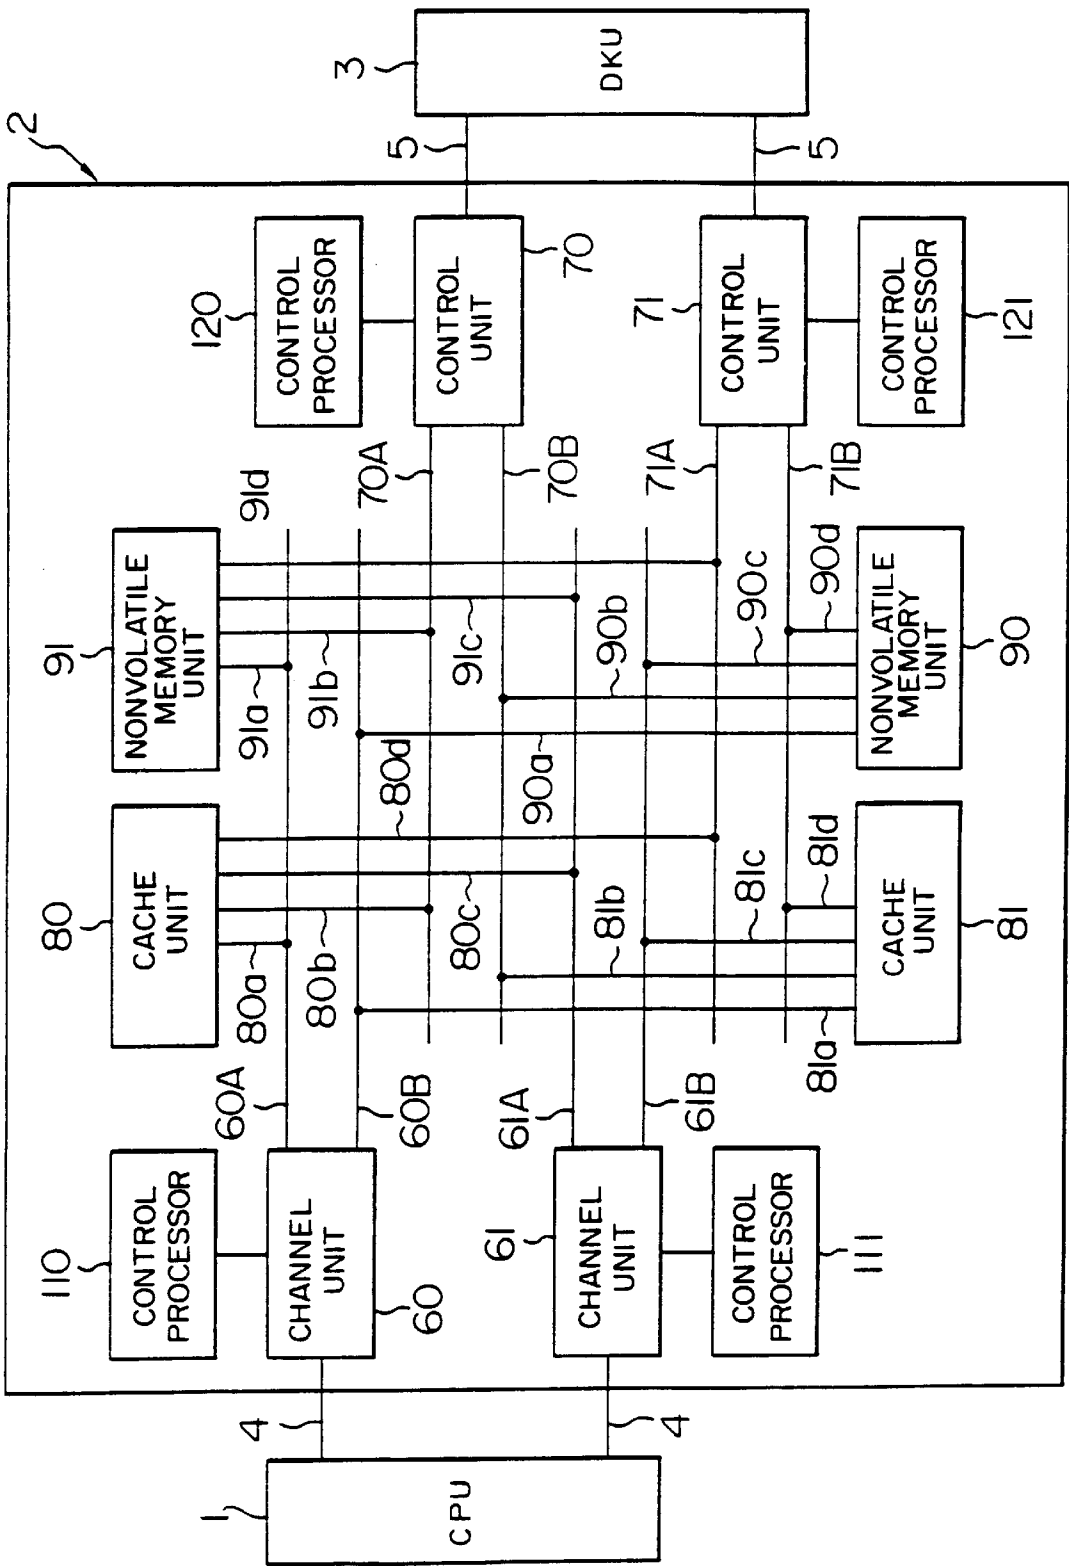 2
120
CONTROL
PROCESSOR
CONTROL
UNIT
70
5
3
DKU
71
CONTROL
UNIT
5
CONTROL
PROCESSOR
121
91
NONVOLATILE
MEMORY
UNIT
91a
91b
91c
91d
70A
70B
71A
71B
90a
90b
90c
90d
NONVOLATILE
MEMORY
UNIT
90
80
CACHE
UNIT
80a
80b
80c
80d
81a
81b
81c
81d
CACHE
UNIT
81
60A
60B
61A
61B
110
CONTROL
PROCESSOR
CHANNEL
UNIT
60
61
CHANNEL
UNIT
CONTROL
PROCESSOR
111
4
4
1
CPU